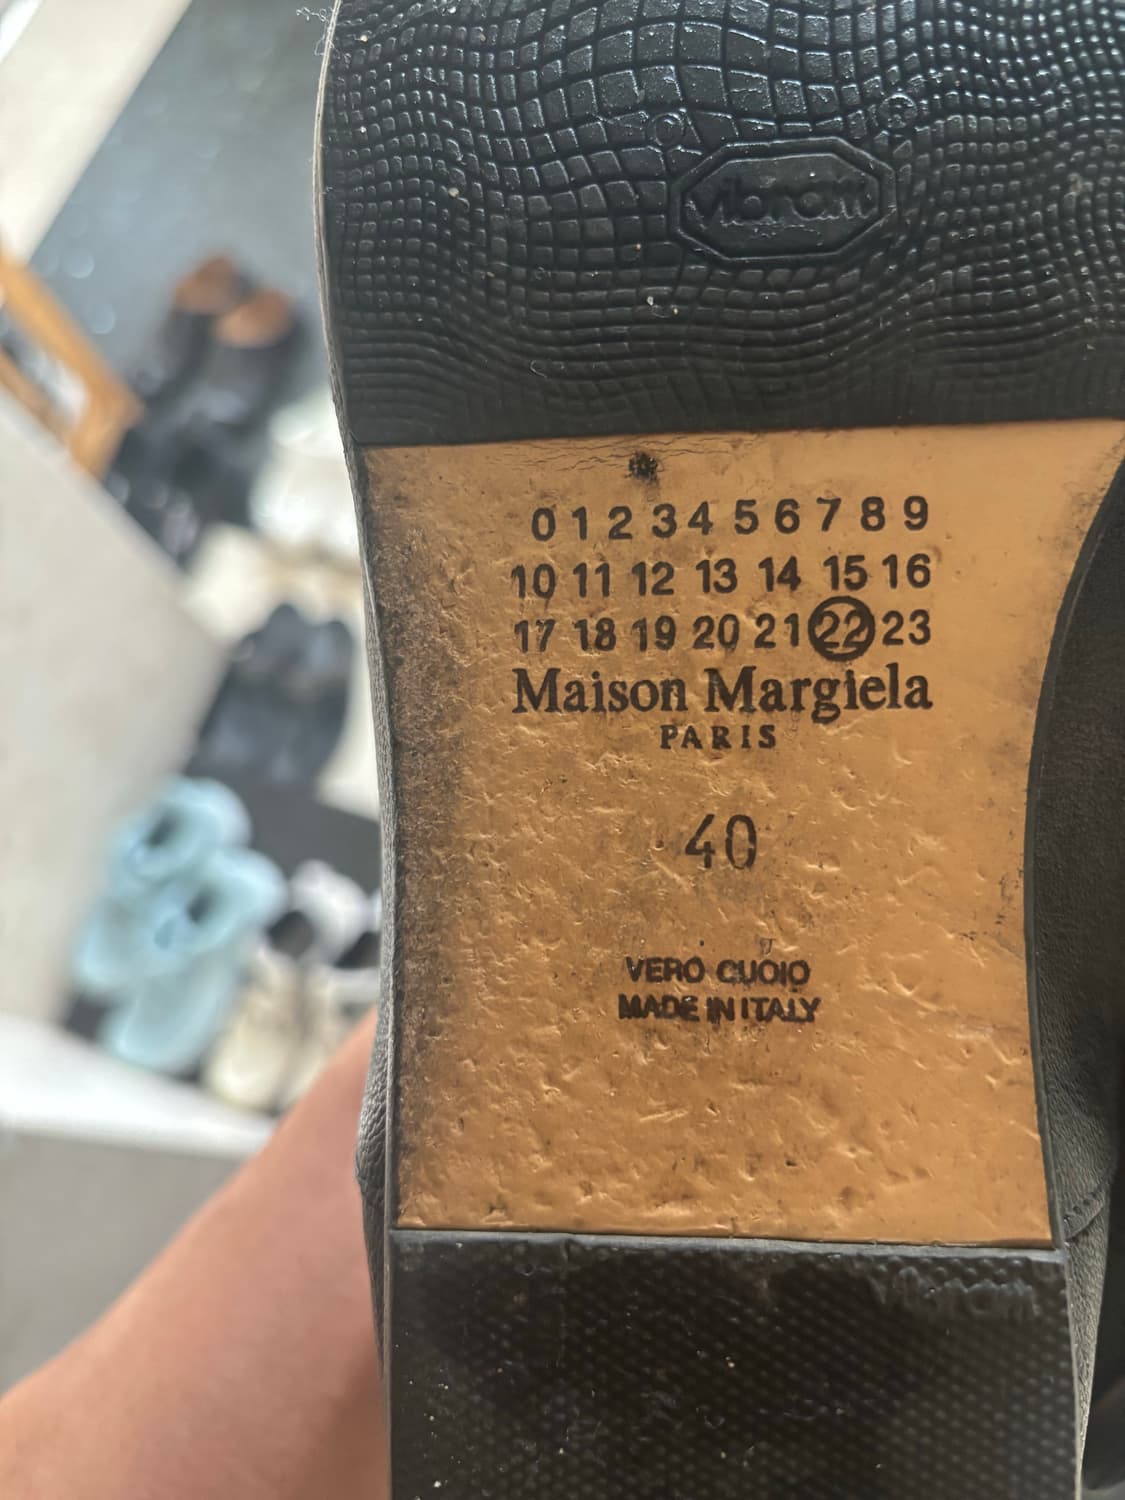 vibram
0 1 2 3 4 5 6 7 8 9
10 11 12 13 14 15 16
17 18 19 20 21 22 23
Maison Margiela
PARIS
40
VERO CUOIO
MADE IN ITALY
vibram